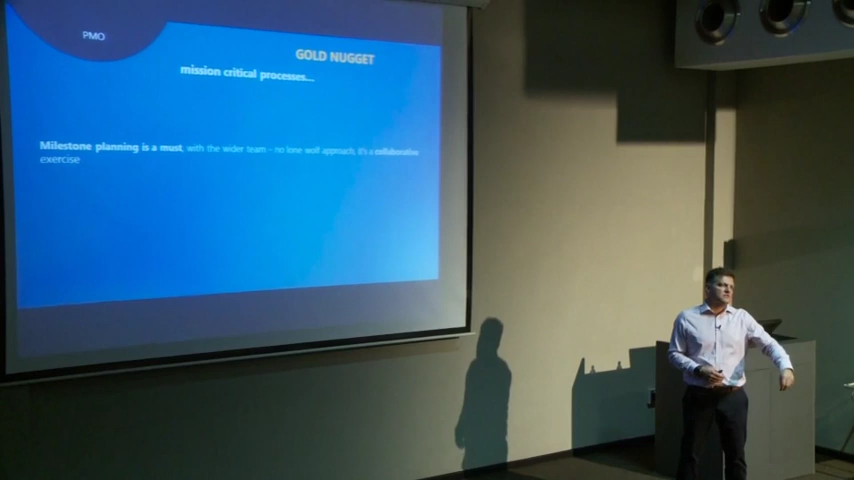 PMO
GOLD NUGGET
mission critical processes...
Milestone planning is a must, with the wider team - no lone wolf approach, it's a collaborative
exercise